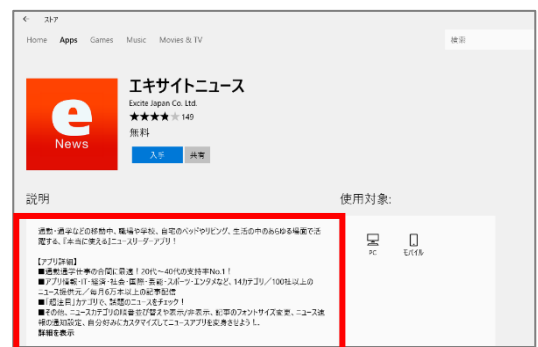 ← ストア
Home Apps Games Music Movies & TV 検索
e
News
エキサイトニュース
Excite Japan Co. Ltd.
★★★★★ 149
無料
入手 共有
説明
使用対象:
通勤・通学などの移動中、職場や学校、自宅のベッドやリビング、生活の中のあらゆる場面で活
躍する、『本当に使える』ニュースリーダーアプリ！
【アプリ詳細】
■通勤通学仕事の合間に最適！20代～40代の支持率No.1！
■アプリ情報・IT・経済・社会・国際・芸能・スポーツ・エンタメなど、14カテゴリ／100社以上の
ニュース提供元／毎月6万本以上の記事配信
■「超注目」カテゴリで、話題のニュースをチェック！
■その他、ニュースカテゴリの順番並び替えや表示/非表示、記事のフォントサイズ変更、ニュース速
報の通知設定、自分好みにカスタマイズしてニュースアプリを変身させよう！..
詳細を表示
PC モバイル